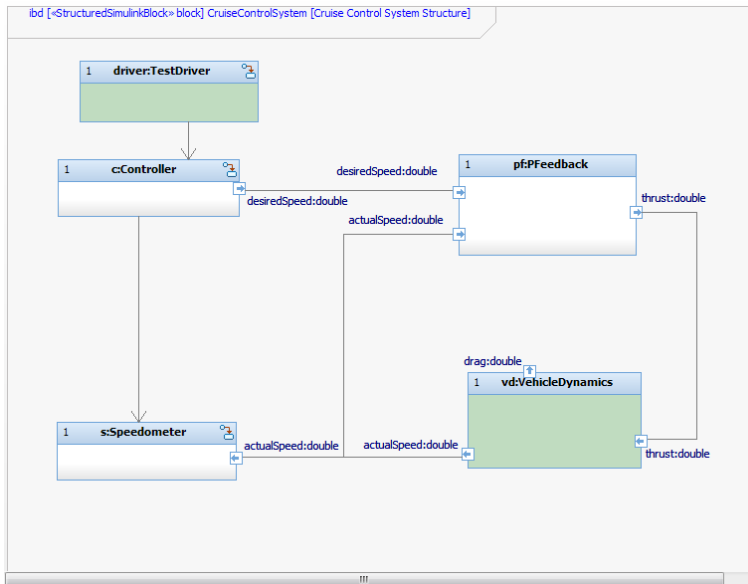 ibd [«StructuredSimulinkBlock» block] CruiseControlSystem [Cruise Control System Structure]
1 driver:TestDriver
1 c:Controller
desiredSpeed:double
desiredSpeed:double
1 pf:PFeedback
thrust:double
actualSpeed:double
drag:double
1 vd:VehicleDynamics
1 s:Speedometer
actualSpeed:double
actualSpeed:double
thrust:double